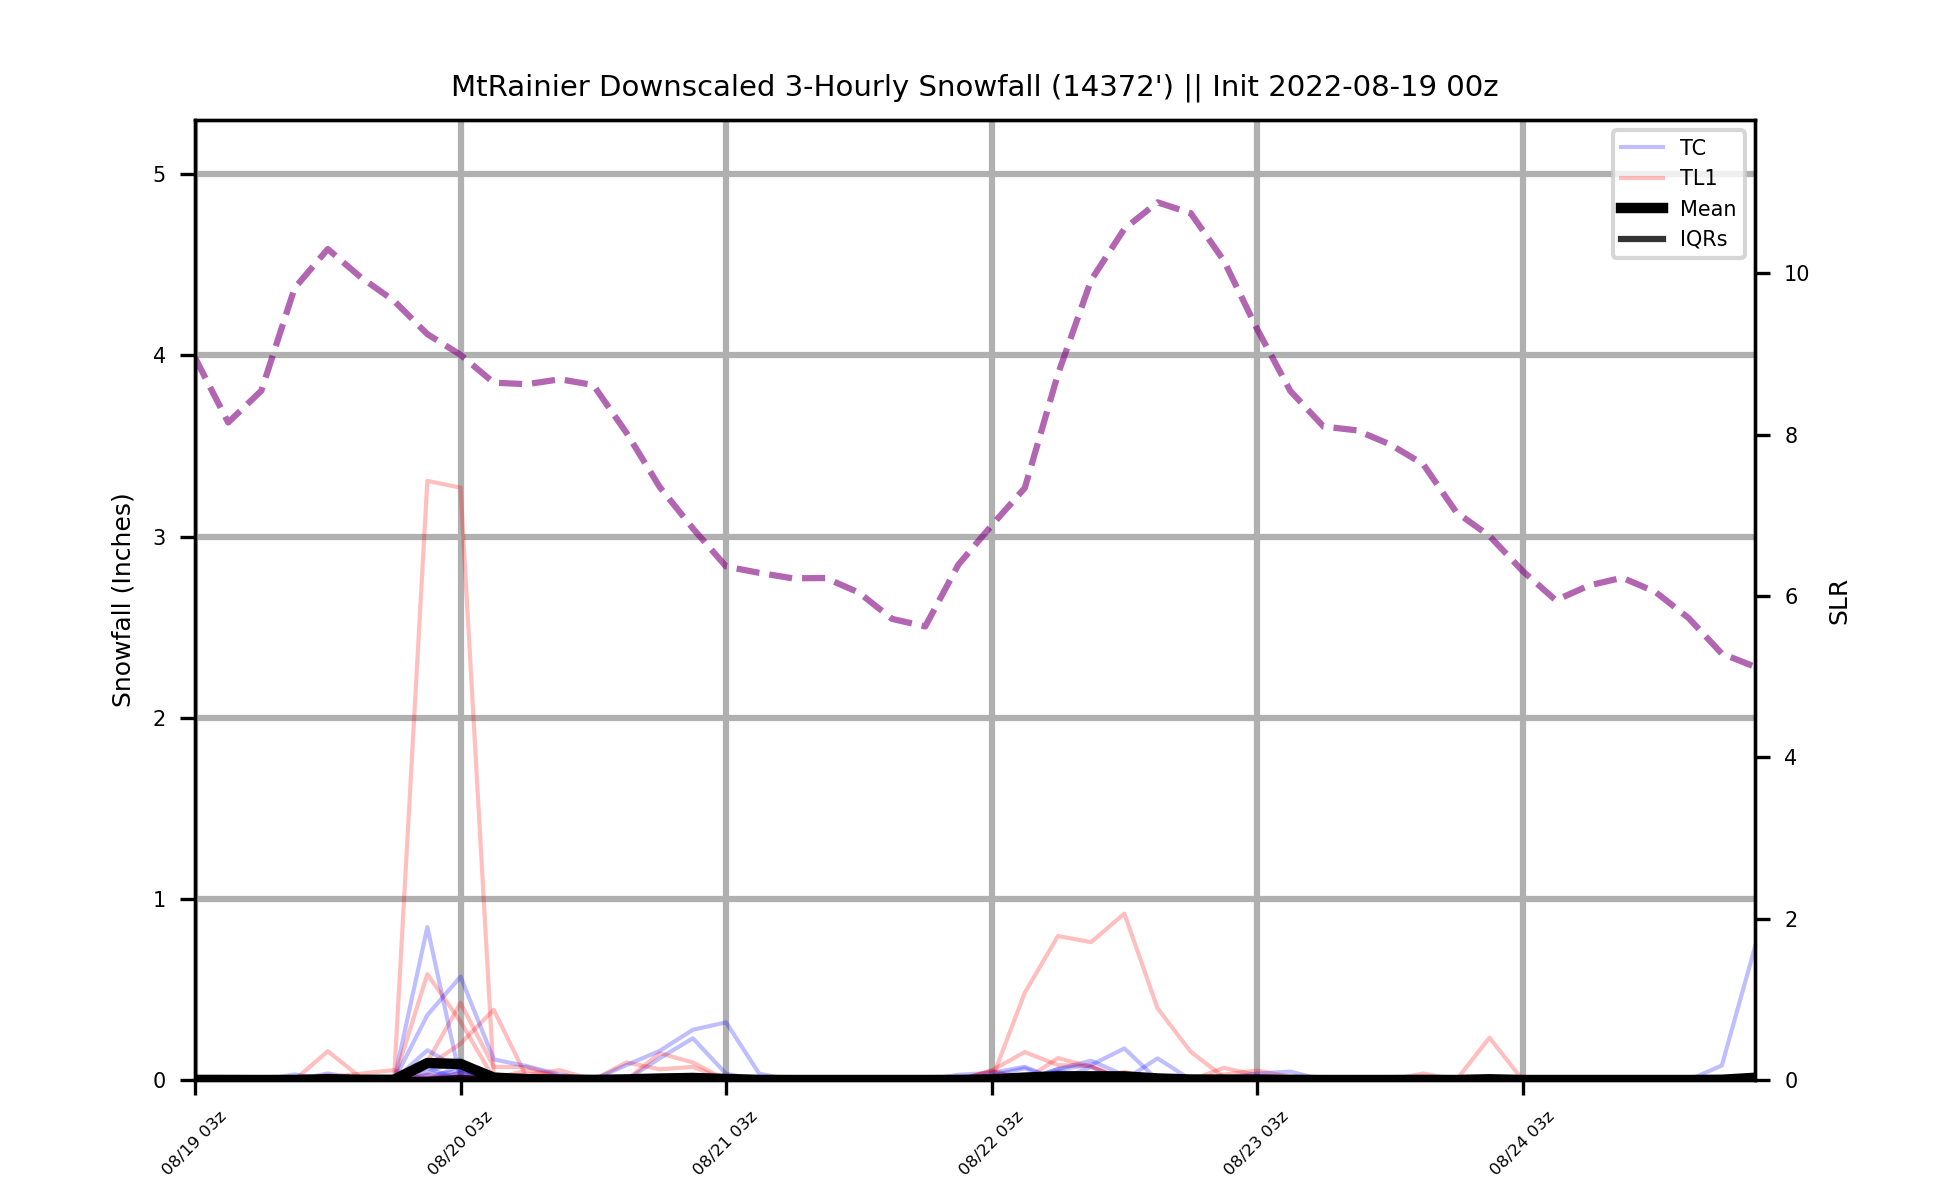 MtRainier Downscaled 3-Hourly Snowfall (14372') || Init 2022-08-19 00z
TC
TL1
Mean
IQRs
Snowfall (Inches)
5
4
3
2
1
0
10
8
6
4
2
0
SLR
08/19 03z
08/20 03z
08/21 03z
08/22 03z
08/23 03z
08/24 03z